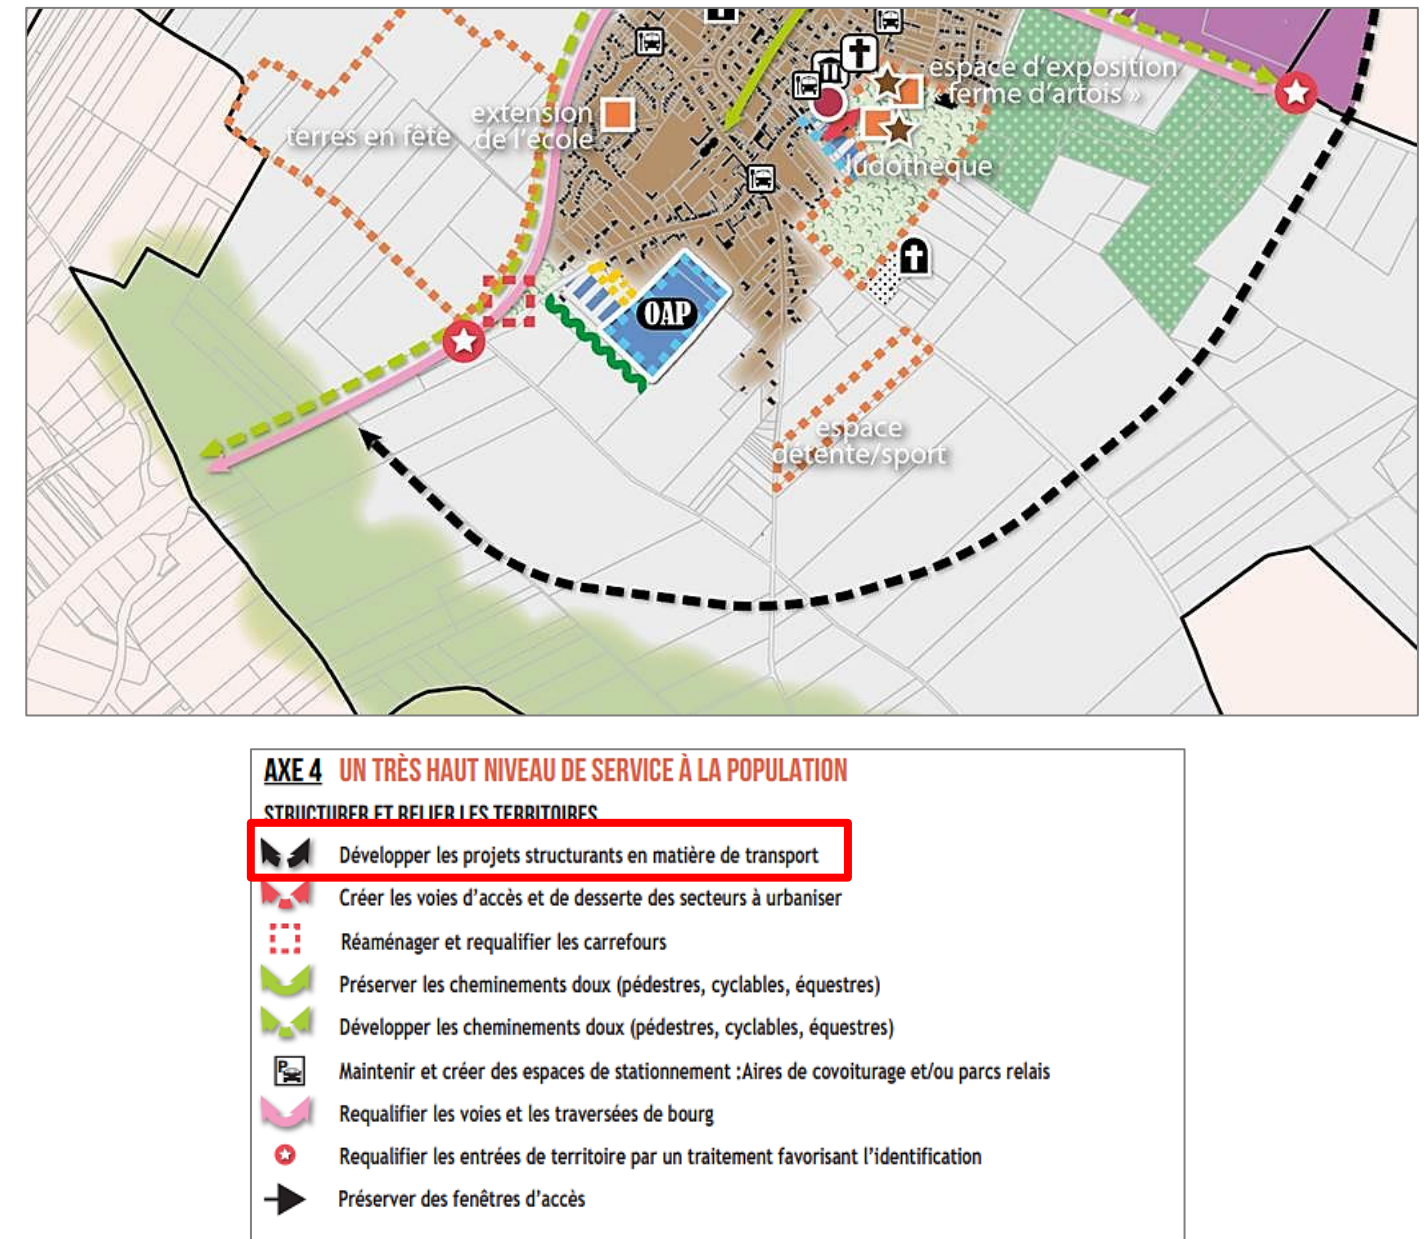 espace d'exposition
« ferme d'artois »
extension
de l'école
terres en fête
ludothèque
OAP
espace
détente/sport
AXE 4 UN TRÈS HAUT NIVEAU DE SERVICE À LA POPULATION
STRUCTURER ET RELIER LES TERRITOIRES
Développer les projets structurants en matière de transport
Créer les voies d'accès et de desserte des secteurs à urbaniser
Réaménager et requalifier les carrefours
Préserver les cheminements doux (pédestres, cyclables, équestres)
Développer les cheminements doux (pédestres, cyclables, équestres)
P Maintenir et créer des espaces de stationnement :Aires de covoiturage et/ou parcs relais
Requalifier les voies et les traversées de bourg
Requalifier les entrées de territoire par un traitement favorisant l'identification
Préserver des fenêtres d'accès